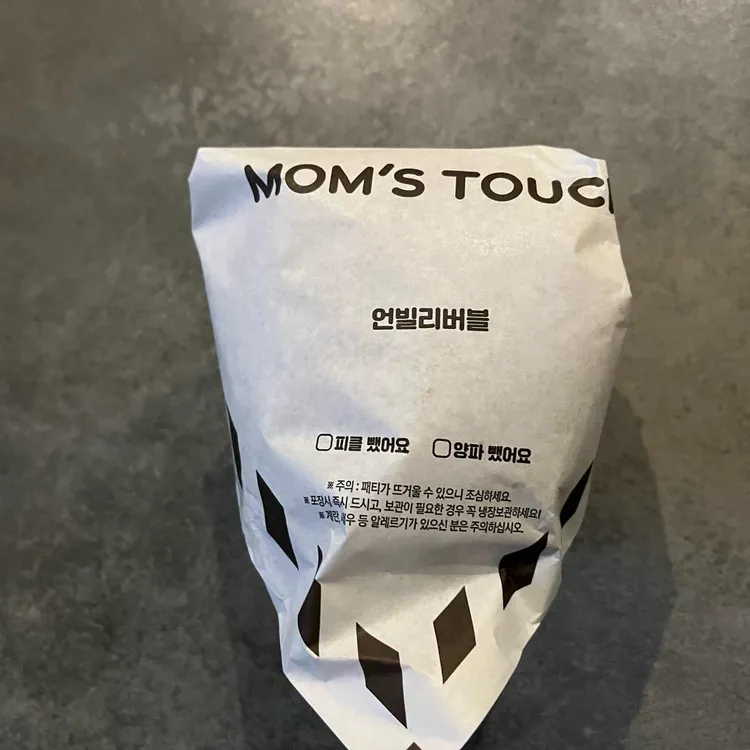 MOM'S TOUC
언빌리버블
피클 뺐어요 양파 뺐어요
※ 주의 : 패티가 뜨거울 수 있으니 조심하세요.
※ 포장시 즉시 드시고, 보관이 필요한 경우 꼭 냉장보관하세요!
※ 계란, 등 알레르기가 있으신 분은 주의하십시오.